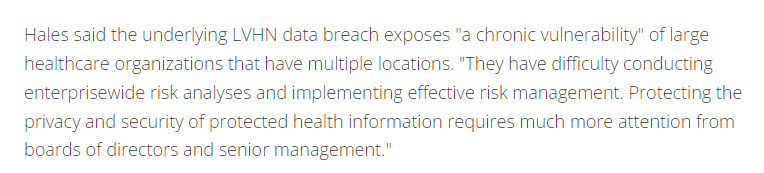 Hales said the underlying LVHN data breach exposes "a chronic vulnerability" of large
healthcare organizations that have multiple locations. "They have difficulty conducting
enterprisewide risk analyses and implementing effective risk management. Protecting the
privacy and security of protected health information requires much more attention from
boards of directors and senior management."